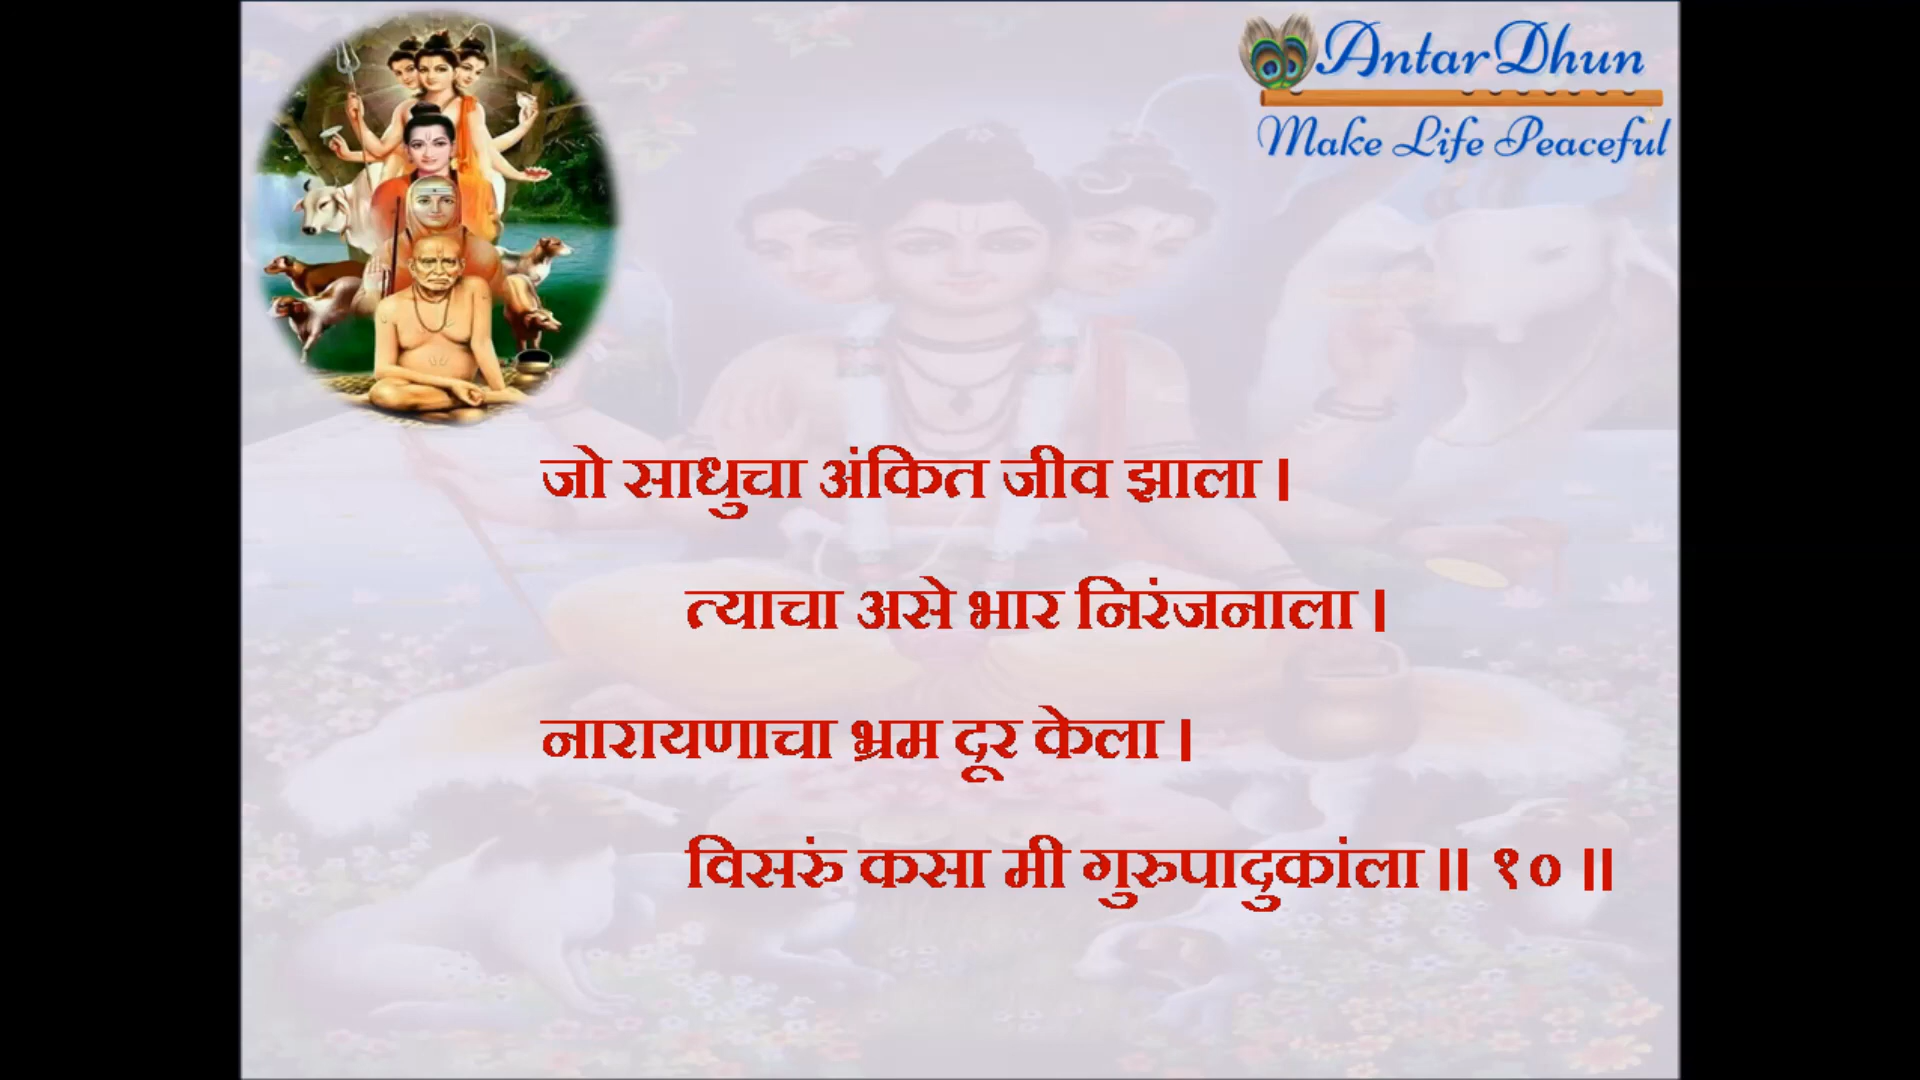 AntarDhun
Make Life Peaceful
जो साधुचा अंकित जीव झाला ।
त्याचा असे भार निरंजनाला ।
नारायणाचा भ्रम दूर केला ।
विसरुं कसा मी गुरुपादुकांला ॥ १० ॥